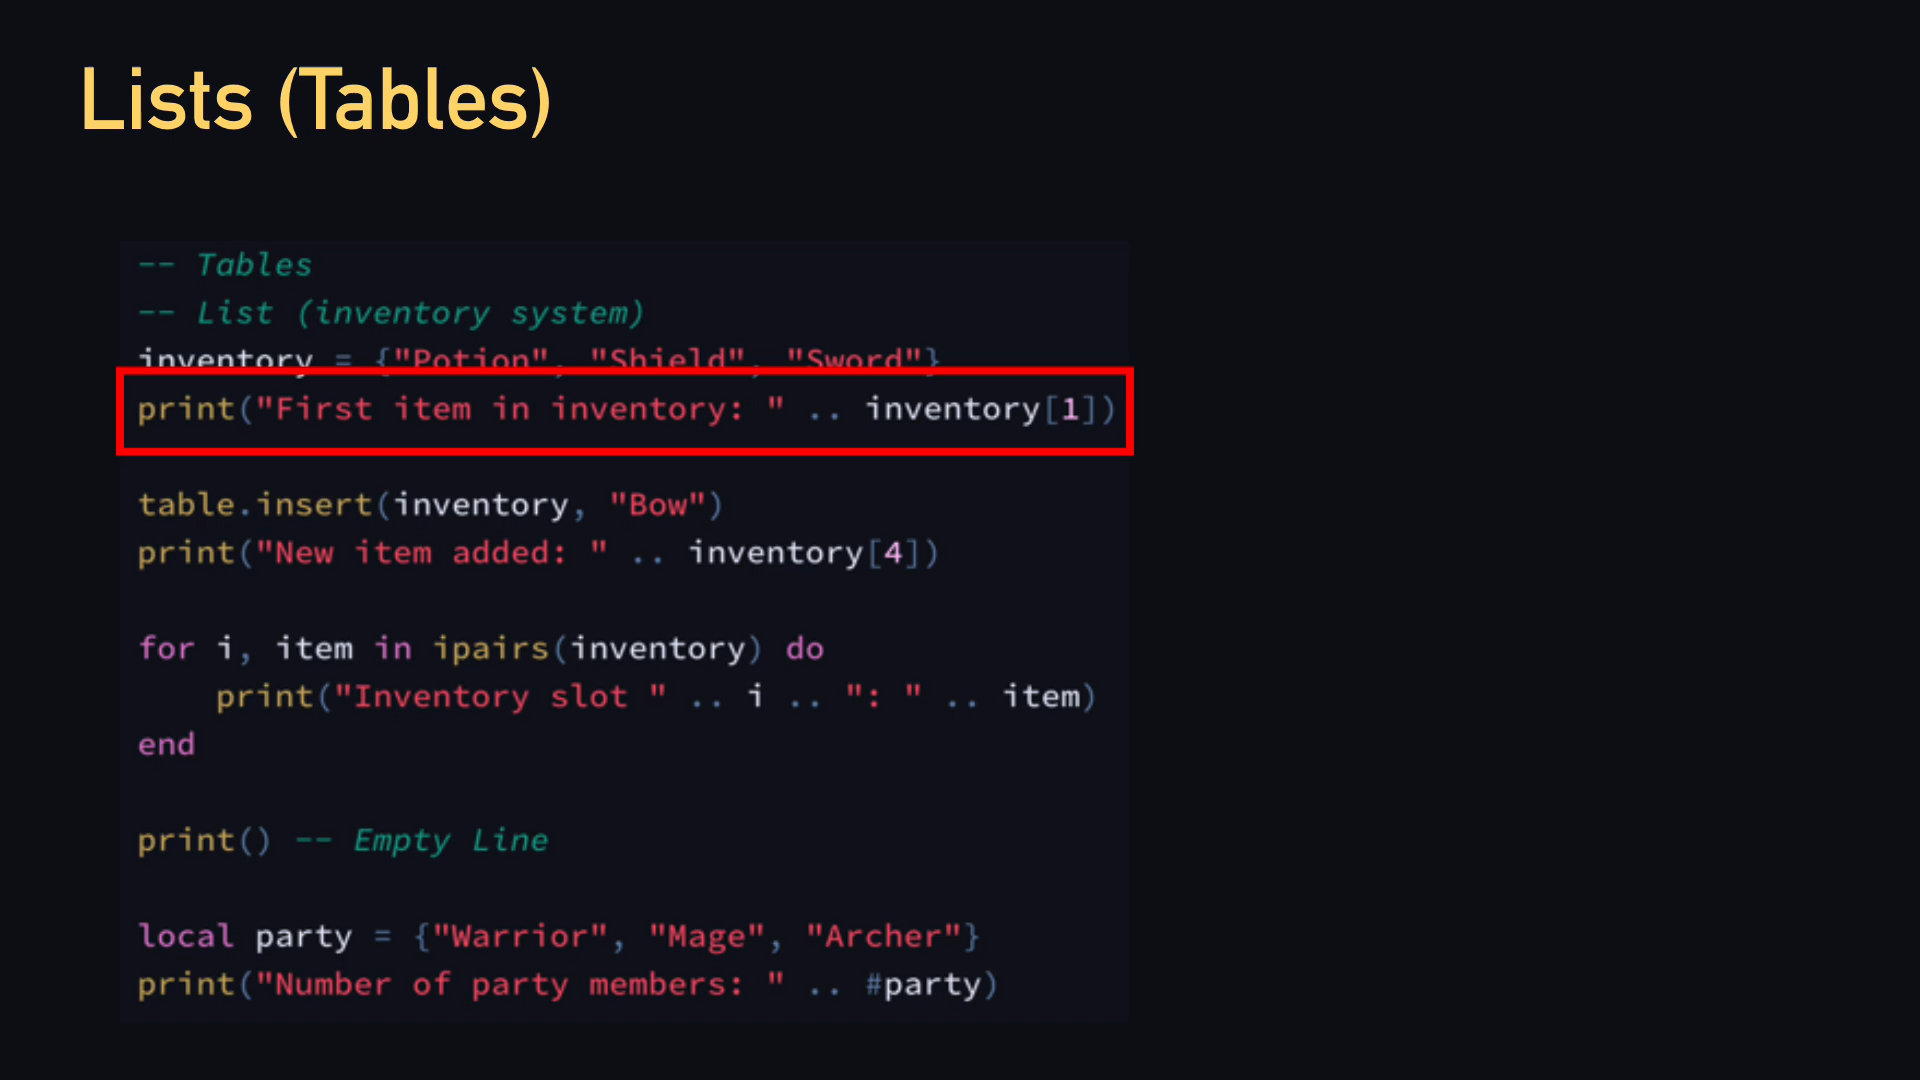 Lists (Tables)
-- Tables
-- List (inventory system)
inventory = {"Potion", "Shield", "Sword"}
print("First item in inventory: " .. inventory[1])
table.insert(inventory, "Bow")
print("New item added: " .. inventory[4])
for i, item in ipairs(inventory) do
    print("Inventory slot " .. i .. ": " .. item)
end
print() -- Empty Line
local party = {"Warrior", "Mage", "Archer"}
print("Number of party members: " .. #party)